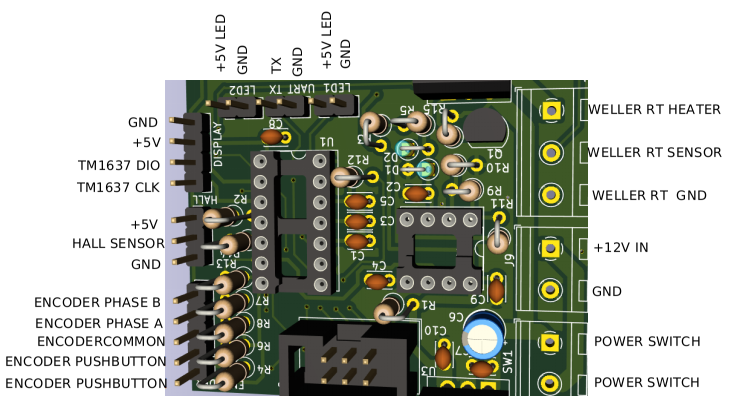 +5V LED
GND
TX
GND
+5V LED
GND
GND
+5V
TM1637 DIO
TM1637 CLK
+5V
HALL SENSOR
GND
ENCODER PHASE B
ENCODER PHASE A
ENCODERCOMMON
ENCODER PUSHBUTTON
ENCODER PUSHBUTTON
WELLER RT HEATER
WELLER RT SENSOR
WELLER RT GND
+12V IN
GND
POWER SWITCH
POWER SWITCH
LED2
UART TX
LED1
DISPLAY
HALL
C8
U1
R5
R15
D2
D1
Q1
R10
R12
R2
C2
R9
C5
C3
C1
R11
R13
C4
J9
C9
R7
R1
R8
C6
C10
R6
R4
U3
C7
SW1
+